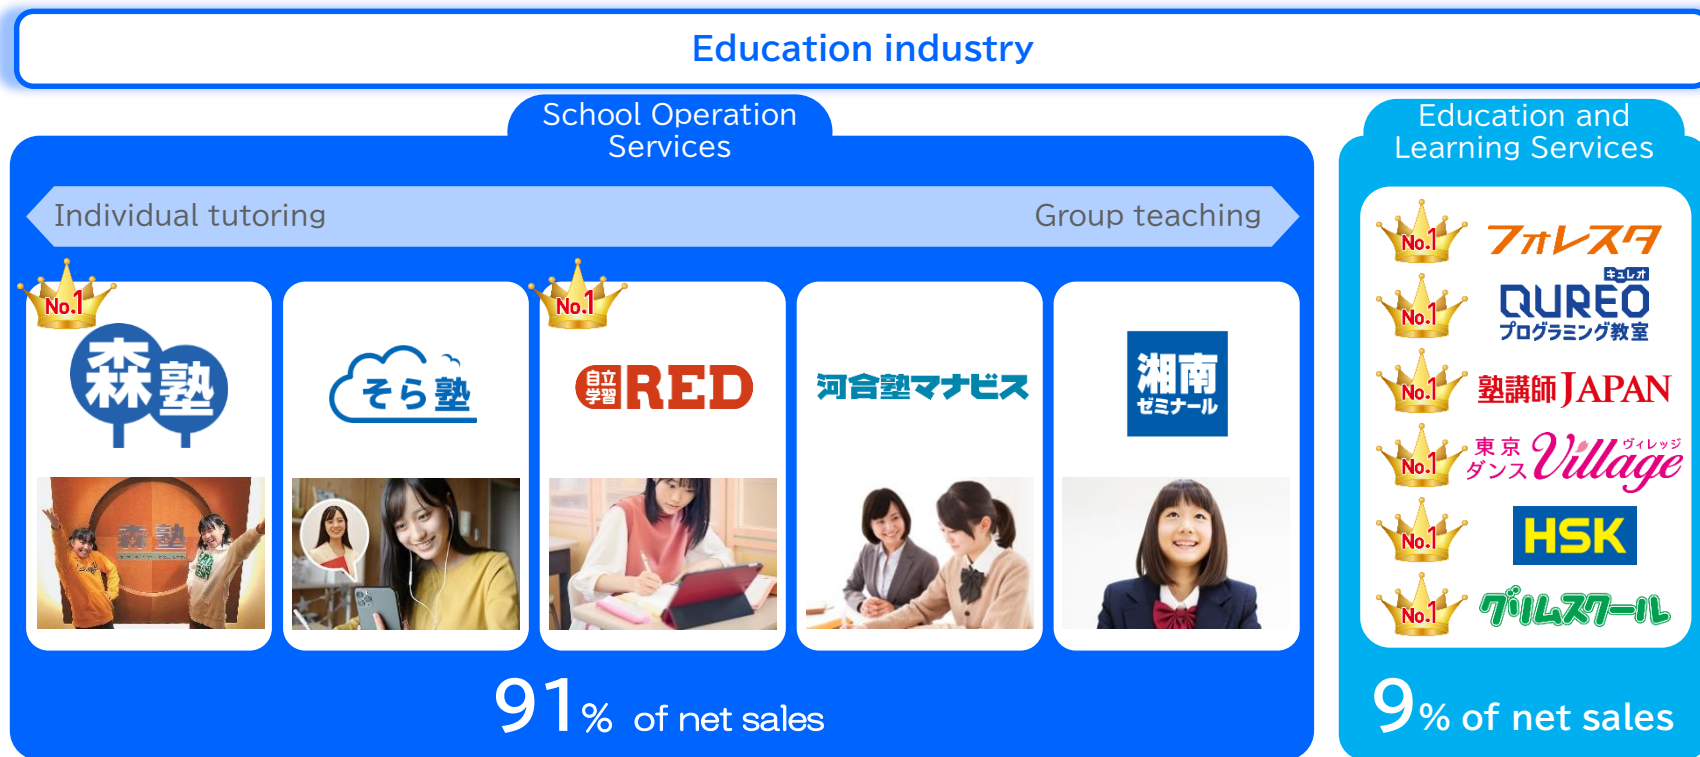 Education industry
School Operation
Services
Individual tutoring
Group teaching
No.1
森塾
そら塾
No.1
自立
学習
RED
河合塾マナビス
湘南
ゼミナール
森塾
91% of net sales
Education and
Learning Services
No.1
フォレスタ
No.1
キュレオ
QUREO
プログラミング教室
No.1
塾講師JAPAN
No.1
東京
ダンス
ヴィレッジ
Village
No.1
HSK
No.1
グリムスクール
9% of net sales